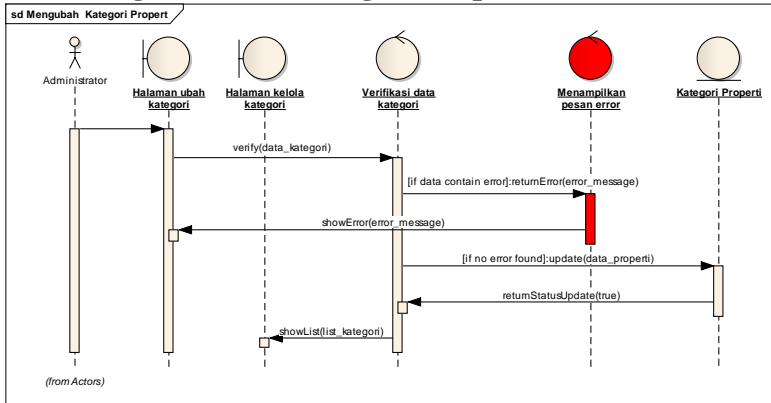 sd Mengubah Kategori Propert
Administrator
Halaman ubah
kategori
Halaman kelola
kategori
Verifikasi data
kategori
Menampilkan
pesan error
Kategori Properti
verify(data_kategori)
[if data contain error]:returnError(error_message)
showError(error_message)
[if no error found]:update(data_properti)
returnStatusUpdate(true)
showList(list_kategori)
(from Actors)